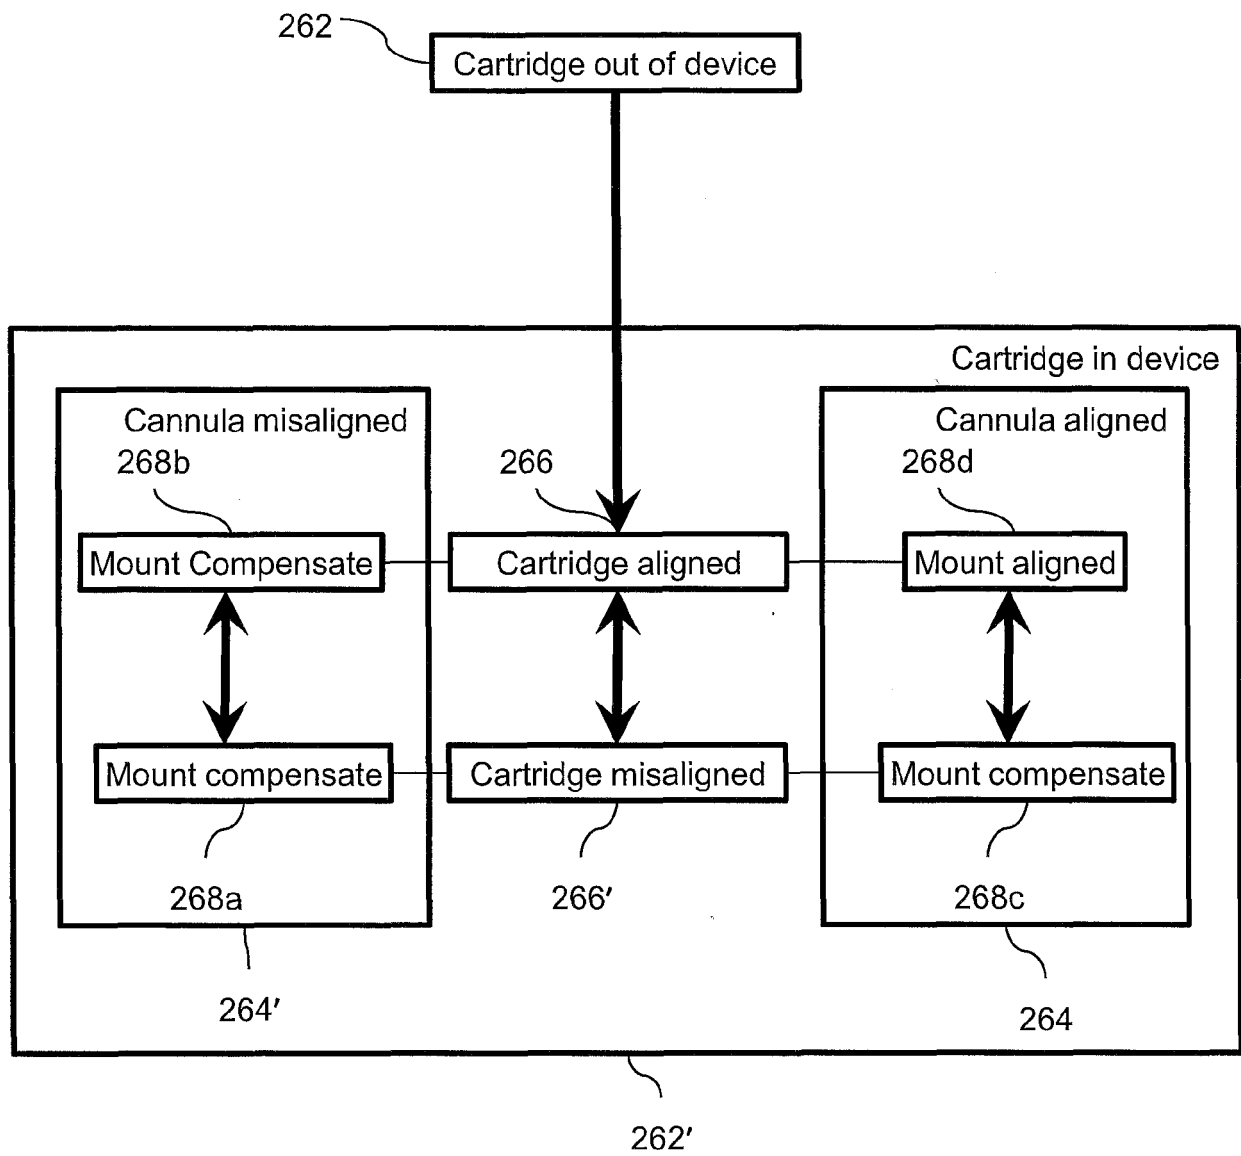 262
Cartridge out of device
Cartridge in device
Cannula misaligned
Cannula aligned
268b
266
268d
Mount Compensate
Cartridge aligned
Mount aligned
Mount compensate
Cartridge misaligned
Mount compensate
268a
266'
268c
264'
264
262'